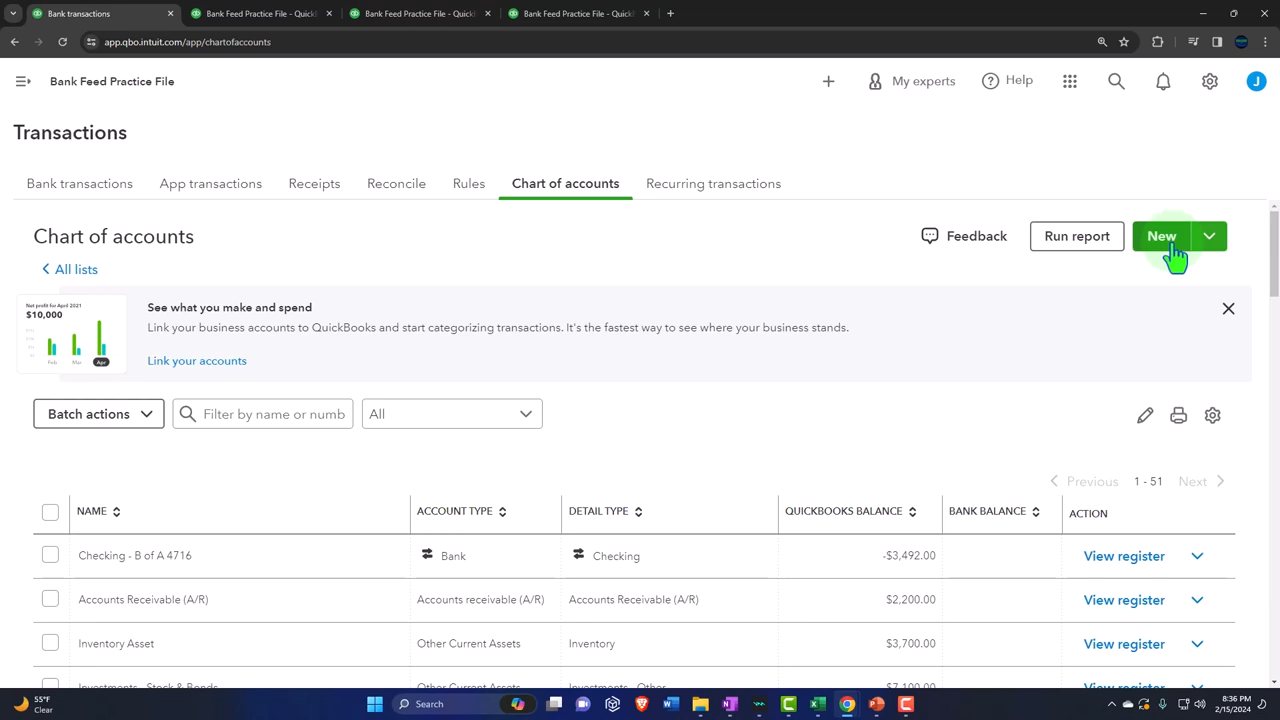 Bank transactions
Bank Feed Practice File - Quick
Bank Feed Practice File - Quick
Bank Feed Practice File - Quick
app.qbo.intuit.com/app/chartofaccounts
Bank Feed Practice File
My experts
Help
J
Transactions
Bank transactions
App transactions
Receipts
Reconcile
Rules
Chart of accounts
Recurring transactions
Chart of accounts
Feedback
Run report
New
All lists
Net profit for April 2021
$10,000
Feb
Mar
Apr
See what you make and spend
Link your business accounts to QuickBooks and start categorizing transactions. It's the fastest way to see where your business stands.
Link your accounts
Batch actions
Filter by name or numb
All
Previous 1 - 51 Next
NAME ACCOUNT TYPE DETAIL TYPE QUICKBOOKS BALANCE BANK BALANCE ACTION
Checking - B of A 4716 Bank Checking -$3,492.00 View register
Accounts Receivable (A/R) Accounts receivable (A/R) Accounts Receivable (A/R) $2,200.00 View register
Inventory Asset Other Current Assets Inventory $3,700.00 View register
Investments - Stock & Bonds Other Current Assets Investments - Other $7,100.00 View register
55°F
Clear
Search
8:36 PM
2/15/2024